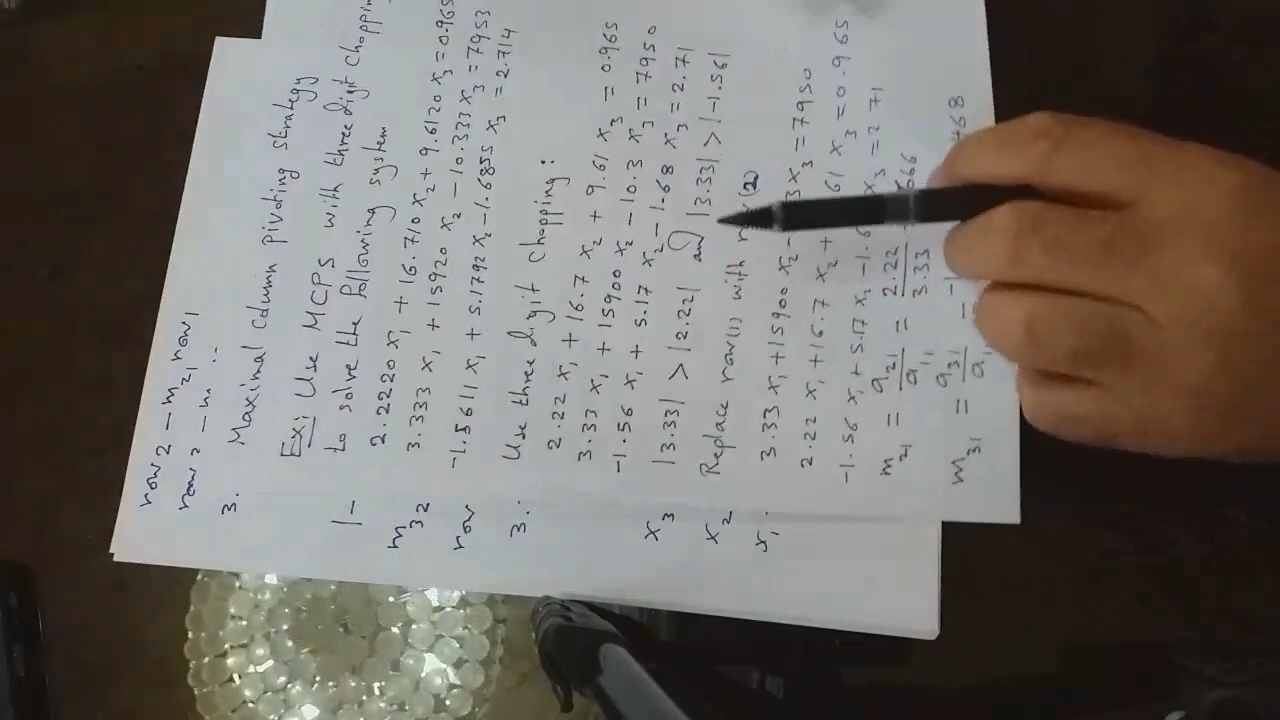 row 2 - m₂₁ row 1
row 3 - m
3.
Maximal column pivoting strategy
Ex: Use MCPS with three digit chopping
1- to solve the following system
2.2220 x₁ + 16.710 x₂ + 9.6120 x₃ = 0.965
m₃₂ 3.333 x₁ + 15920 x₂ - 10.333 x₃ = 7953
row -1.5611 x₁ + 5.1792 x₂ - 1.6855 x₃ = 2.714
3. Use three digit chopping:
2.22 x₁ + 16.7 x₂ + 9.61 x₃ = 0.965
3.33 x₁ + 15900 x₂ - 10.3 x₃ = 7950
-1.56 x₁ + 5.17 x₂ - 1.68 x₃ = 2.71
x₃ |3.33| > |2.22| and |3.33| > |-1.56|
x₂ Replace row(1) with (2)
x₁ 3.33 x₁ + 15900 x₂ - 3 x₃ = 7950
2.22 x₁ + 16.7 x₂ + 61 x₃ = 0.965
-1.56 x₁ + 5.17 x₂ - 1.6 x₃ = 2.71
m₂₁ = a₂₁/a₁₁ = 2.22/3.33 666
m₃₁ = a₃₁/a₁ 468